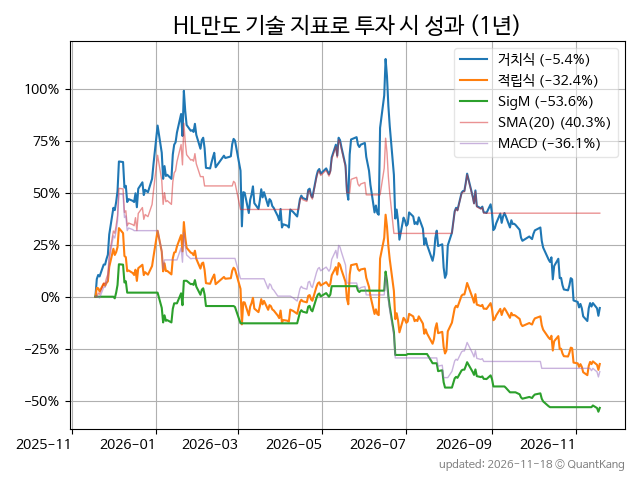 HL만도 기술 지표로 투자 시 성과 (1년)
거치식 (-5.4%)
적립식 (-32.4%)
SigM (-53.6%)
SMA(20) (40.3%)
MACD (-36.1%)
100%
75%
50%
25%
0%
-25%
-50%
2025-11 2026-01 2026-03 2026-05 2026-07 2026-09 2026-11
updated: 2026-11-18 © QuantKang